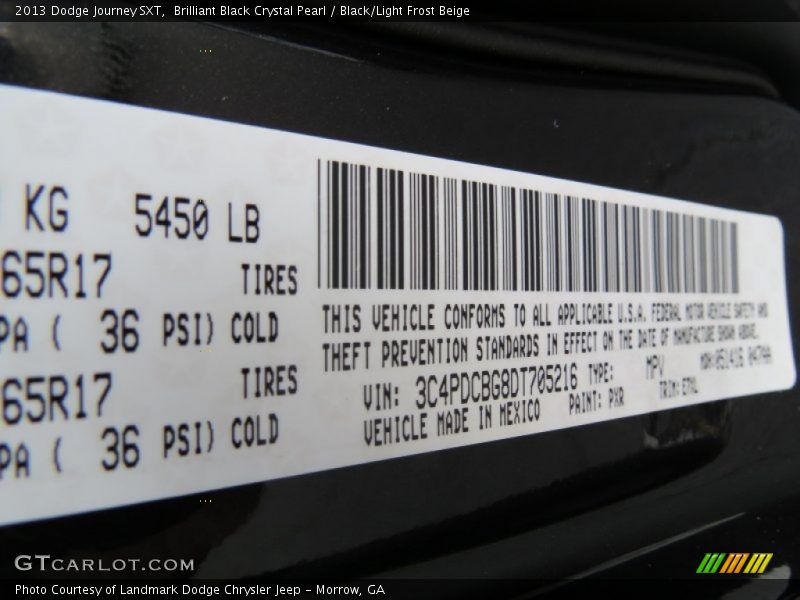 2013 Dodge Journey SXT,  Brilliant Black Crystal Pearl / Black/Light Frost Beige
KG 5450 LB
65R17 TIRES
PA ( 36 PSI) COLD
65R17 TIRES
PA ( 36 PSI) COLD
THIS VEHICLE CONFORMS TO ALL APPLICABLE U.S.A. FEDERAL MOTOR VEHICLE SAFETY AND
THEFT PREVENTION STANDARDS IN EFFECT ON THE DATE OF MANUFACTURE SHOWN ABOVE.
VIN: 3C4PDCBG8DT705216 TYPE: MPV
VEHICLE MADE IN MEXICO PAINT: PXR TRIM:
GTCARLOT.COM
Photo Courtesy of Landmark Dodge Chrysler Jeep - Morrow, GA